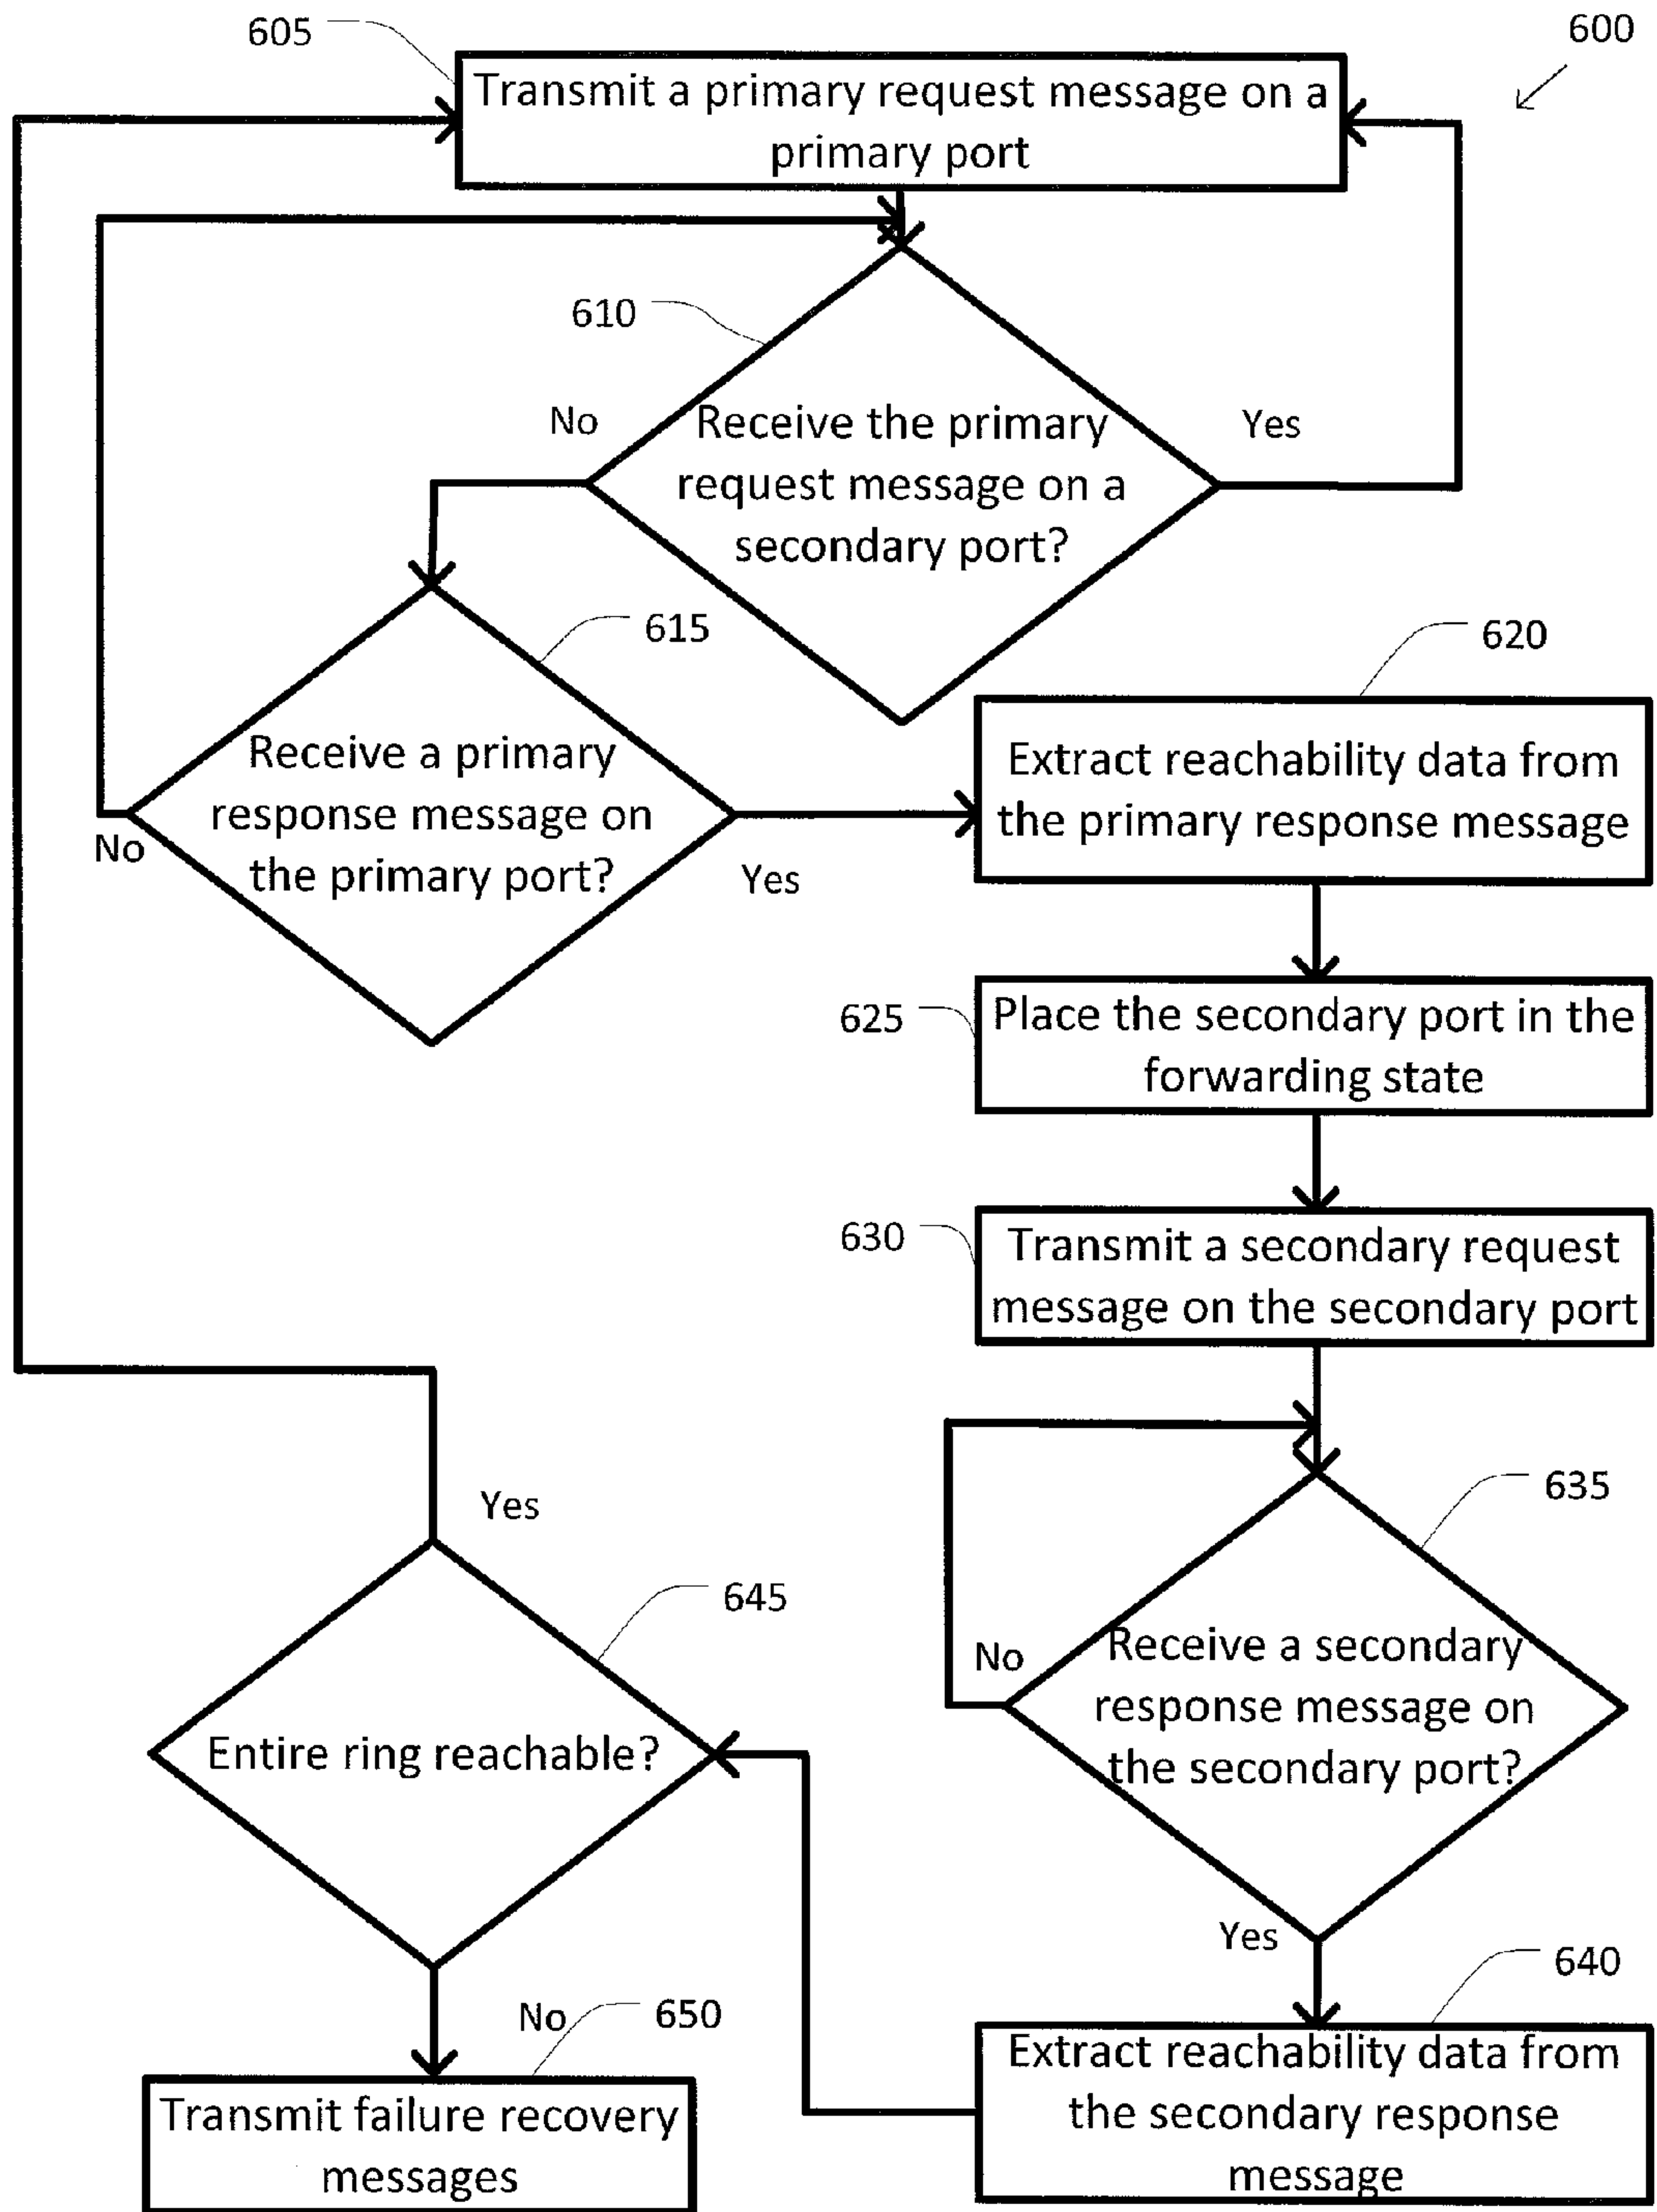 605
600
Transmit a primary request message on a
primary port
610
No
Receive the primary
request message on a
secondary port?
Yes
615
620
Receive a primary
response message on
the primary port?
No
Yes
Extract reachability data from
the primary response message
625
Place the secondary port in the
forwarding state
630
Transmit a secondary request
message on the secondary port
635
Receive a secondary
response message on
the secondary port?
No
Yes
Yes
645
Entire ring reachable?
640
Extract reachability data from
the secondary response
message
No
650
Transmit failure recovery
messages